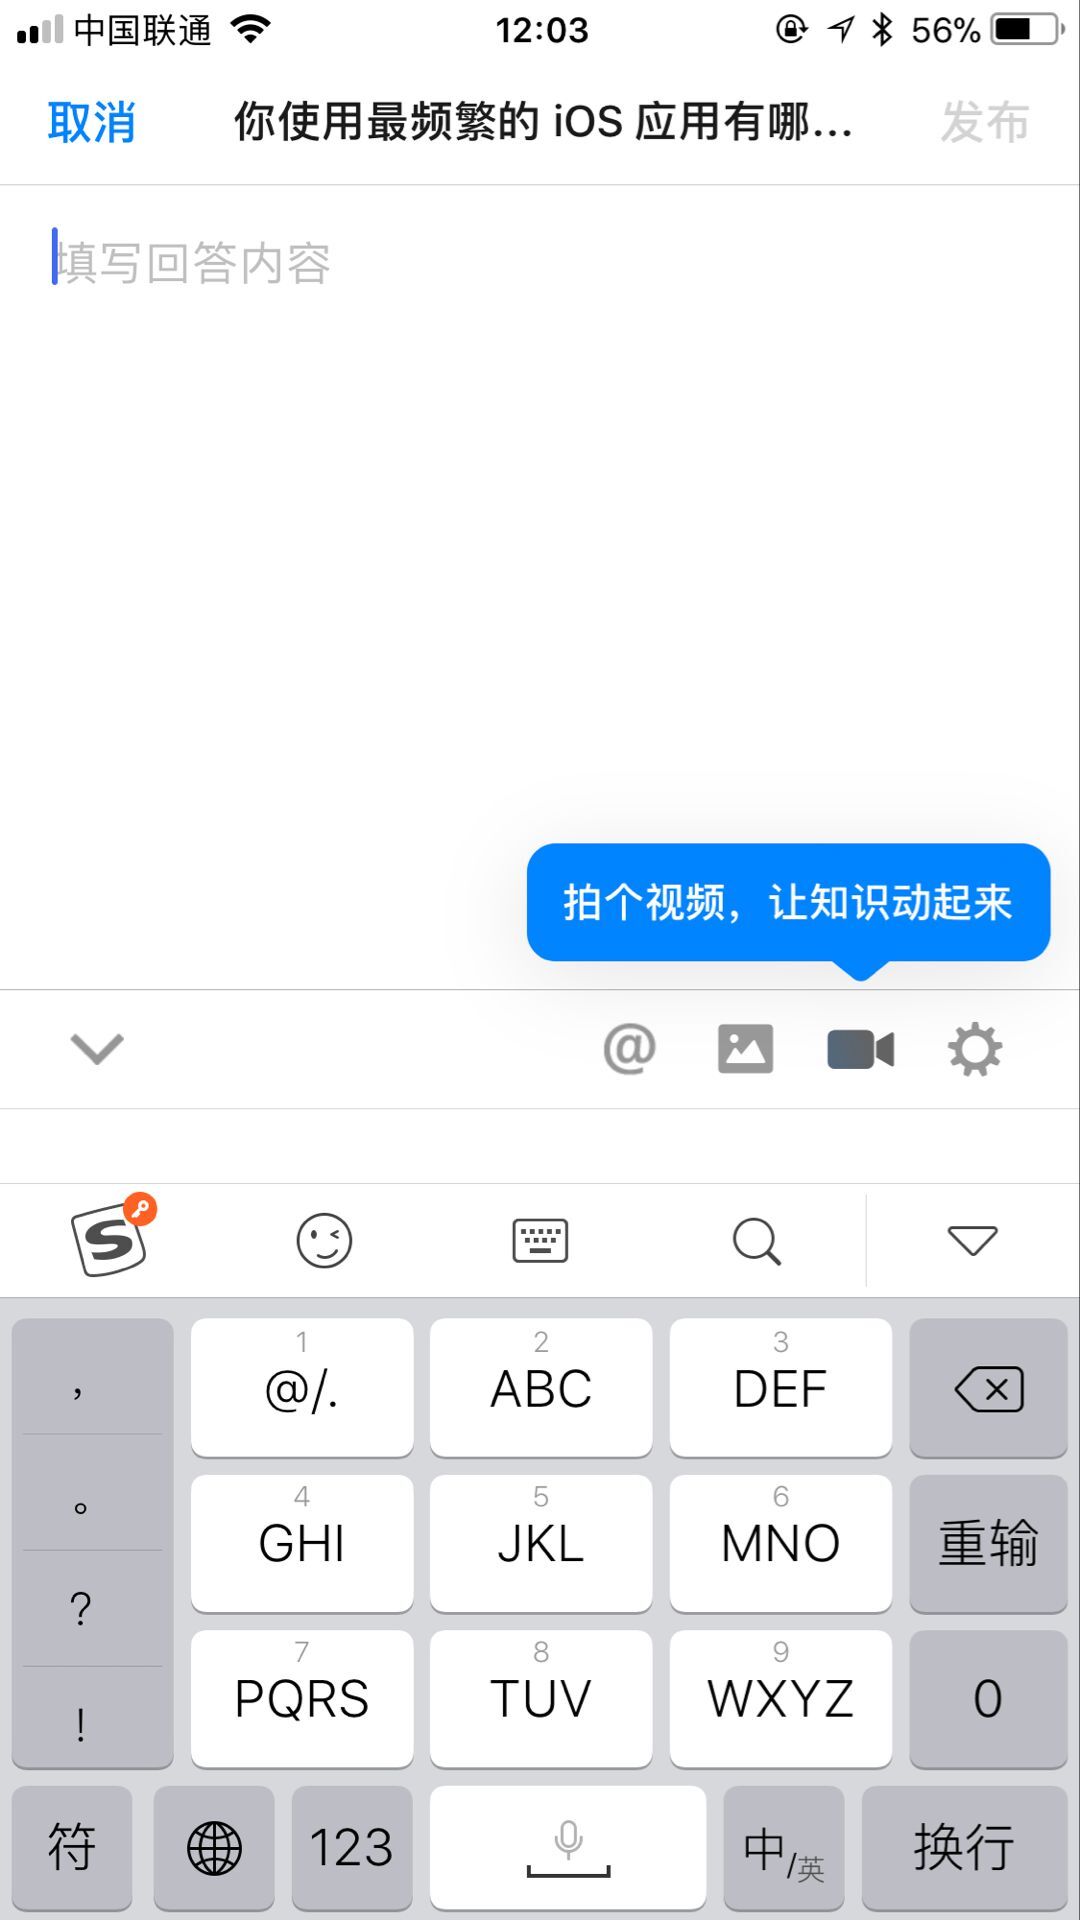 中国联通 12:03 56%
取消 你使用最频繁的 iOS 应用有哪... 发布
填写回答内容
拍个视频，让知识动起来
@
S
, 1 2 3
@/. ABC DEF
。 4 5 6
GHI JKL MNO 重输
? 7 8 9
PQRS TUV WXYZ 0
!
符 123 中/英 换行